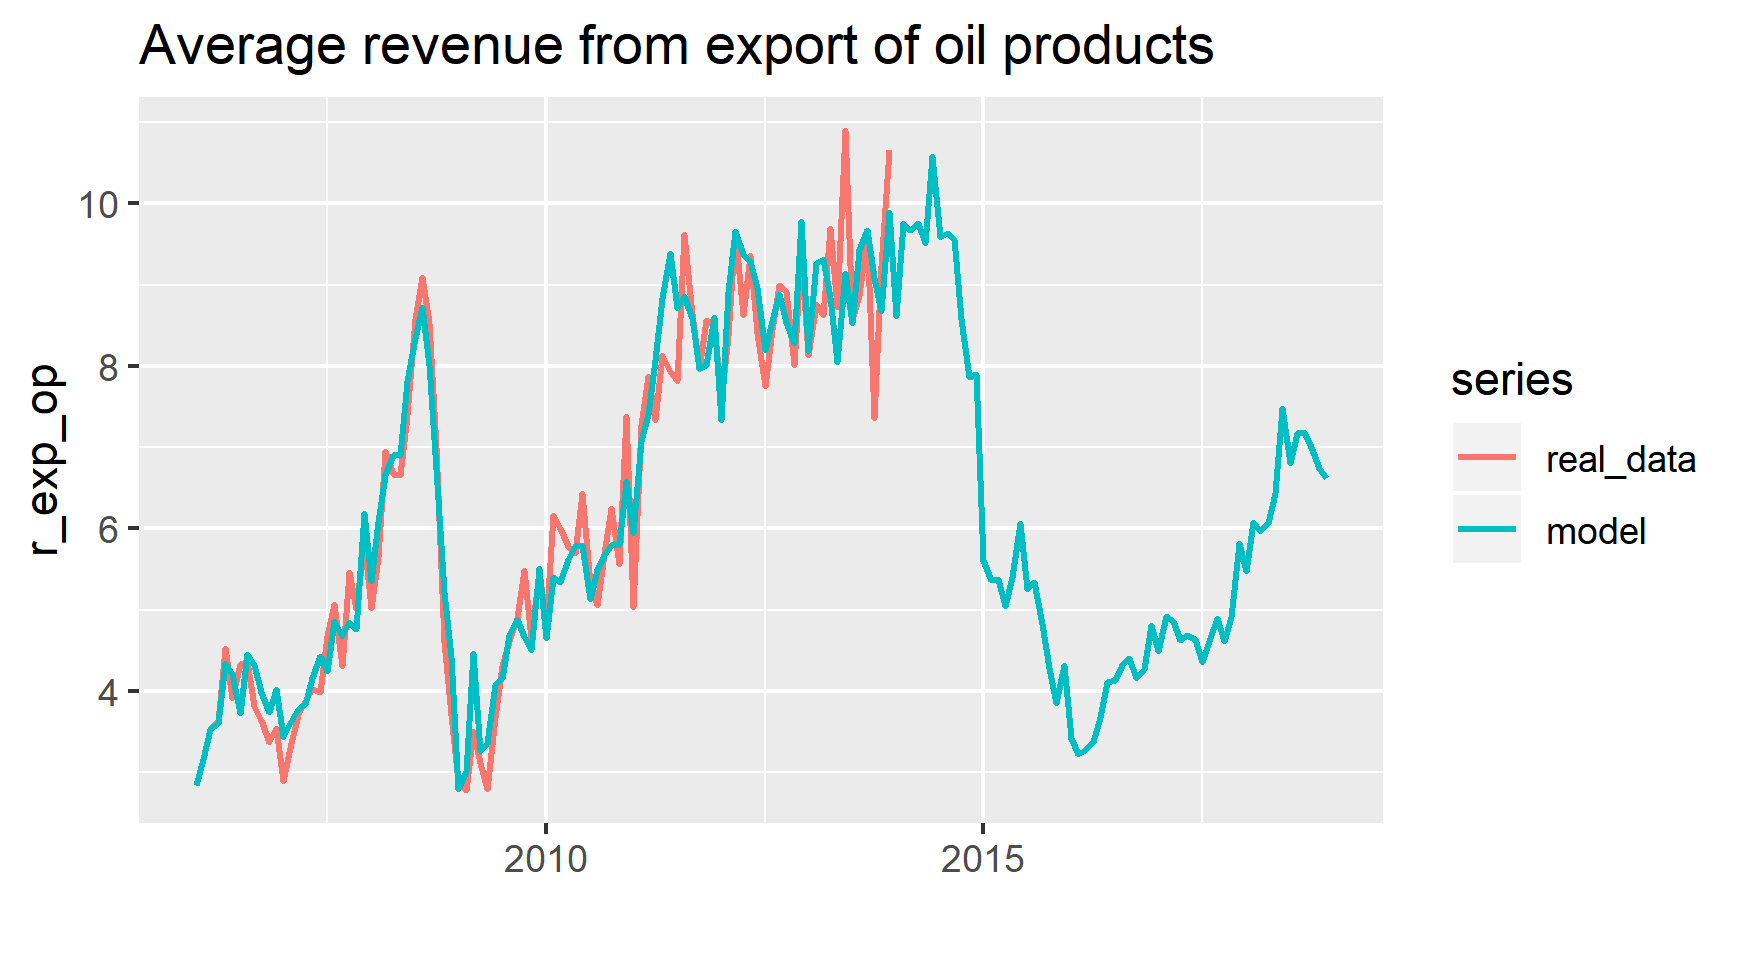 Average revenue from export of oil products
r_exp_op
10
8
6
4
2010
2015
series
real_data
model